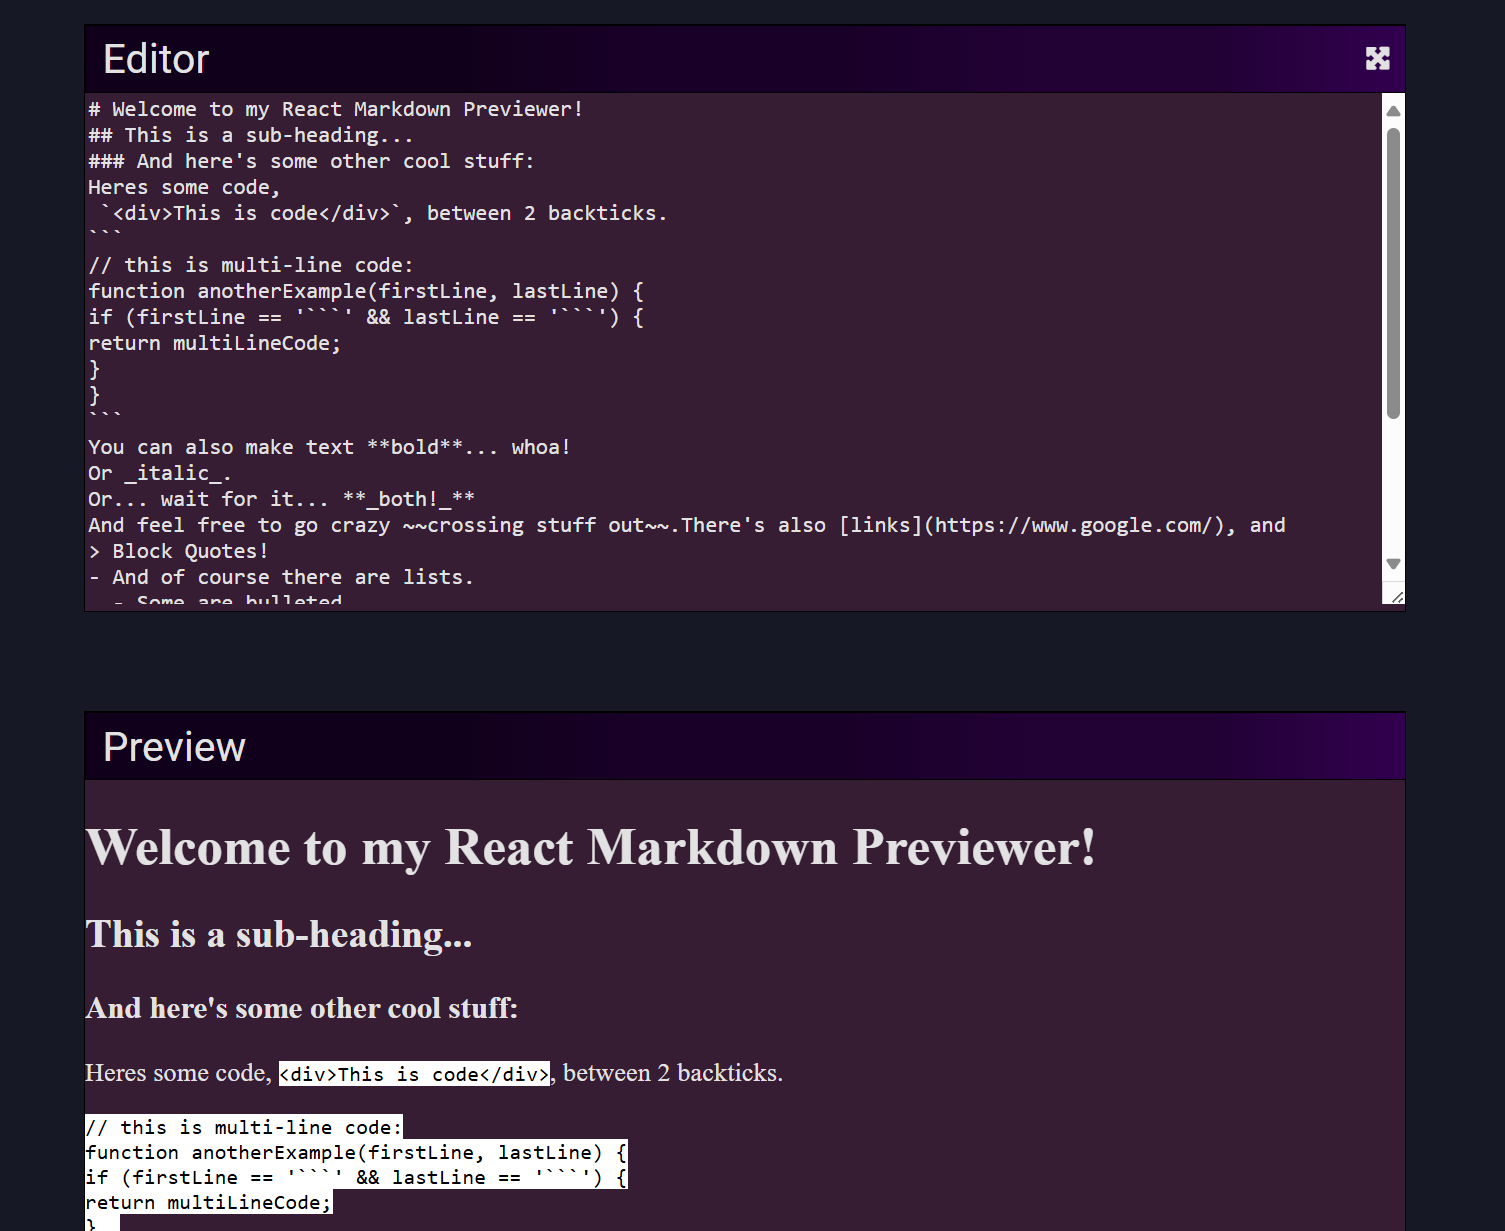 Editor
# Welcome to my React Markdown Previewer!
## This is a sub-heading...
### And here's some other cool stuff:
Heres some code,
 `<div>This is code</div>`, between 2 backticks.
```
// this is multi-line code:
function anotherExample(firstLine, lastLine) {
if (firstLine == '```' && lastLine == '```') {
return multiLineCode;
}
}
```
You can also make text **bold**... whoa!
Or _italic_.
Or... wait for it... **_both!_**
And feel free to go crazy ~~crossing stuff out~~.There's also [links](https://www.google.com/), and
> Block Quotes!
- And of course there are lists.
  - Some are bulleted
Preview
Welcome to my React Markdown Previewer!
This is a sub-heading...
And here's some other cool stuff:
Heres some code, <div>This is code</div>, between 2 backticks.
// this is multi-line code:
function anotherExample(firstLine, lastLine) {
if (firstLine == '```' && lastLine == '```') {
return multiLineCode;
}